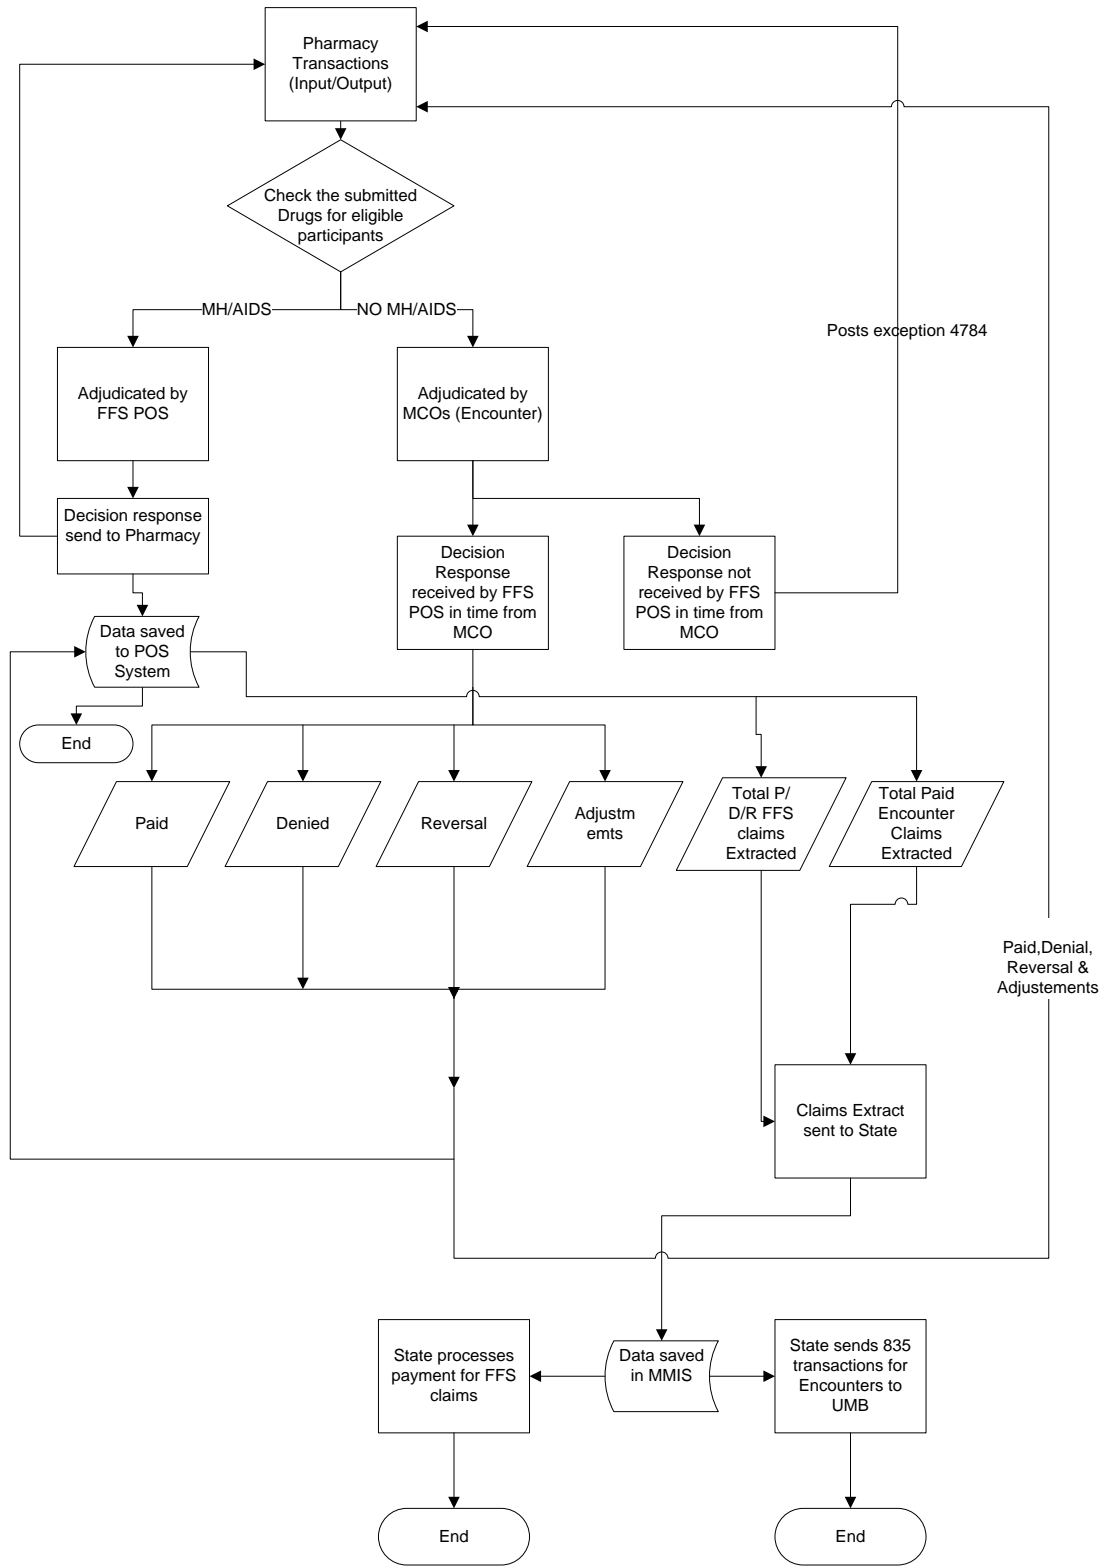 Pharmacy
Transactions
(Input/Output)
Check the submitted
Drugs for eligible
participants
MH/AIDS
NO MH/AIDS
Posts exception 4784
Adjudicated by
FFS POS
Adjudicated by
MCOs (Encounter)
Decision response
send to Pharmacy
Decision
Response
received by FFS
POS in time from
MCO
Decision
Response not
received by FFS
POS in time from
MCO
Data saved
to POS
System
End
Paid
Denied
Reversal
Adjustm
emts
Total P/
D/R FFS
claims
Extracted
Total Paid
Encounter
Claims
Extracted
Paid,Denial,
Reversal &
Adjustements
Claims Extract
sent to State
State processes
payment for FFS
claims
Data saved
in MMIS
State sends 835
transactions for
Encounters to
UMB
End
End